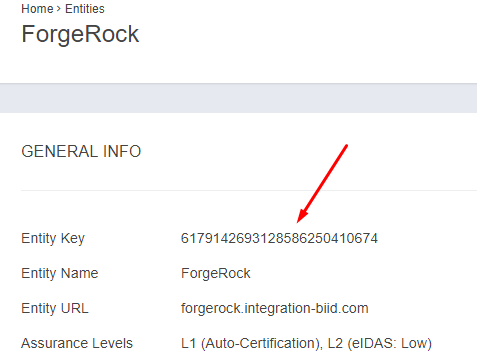 Home > Entities
ForgeRock
GENERAL INFO
Entity Key 6179142693128586250410674
Entity Name ForgeRock
Entity URL forgerock.integration-biid.com
Assurance Levels L1 (Auto-Certification), L2 (eIDAS: Low)